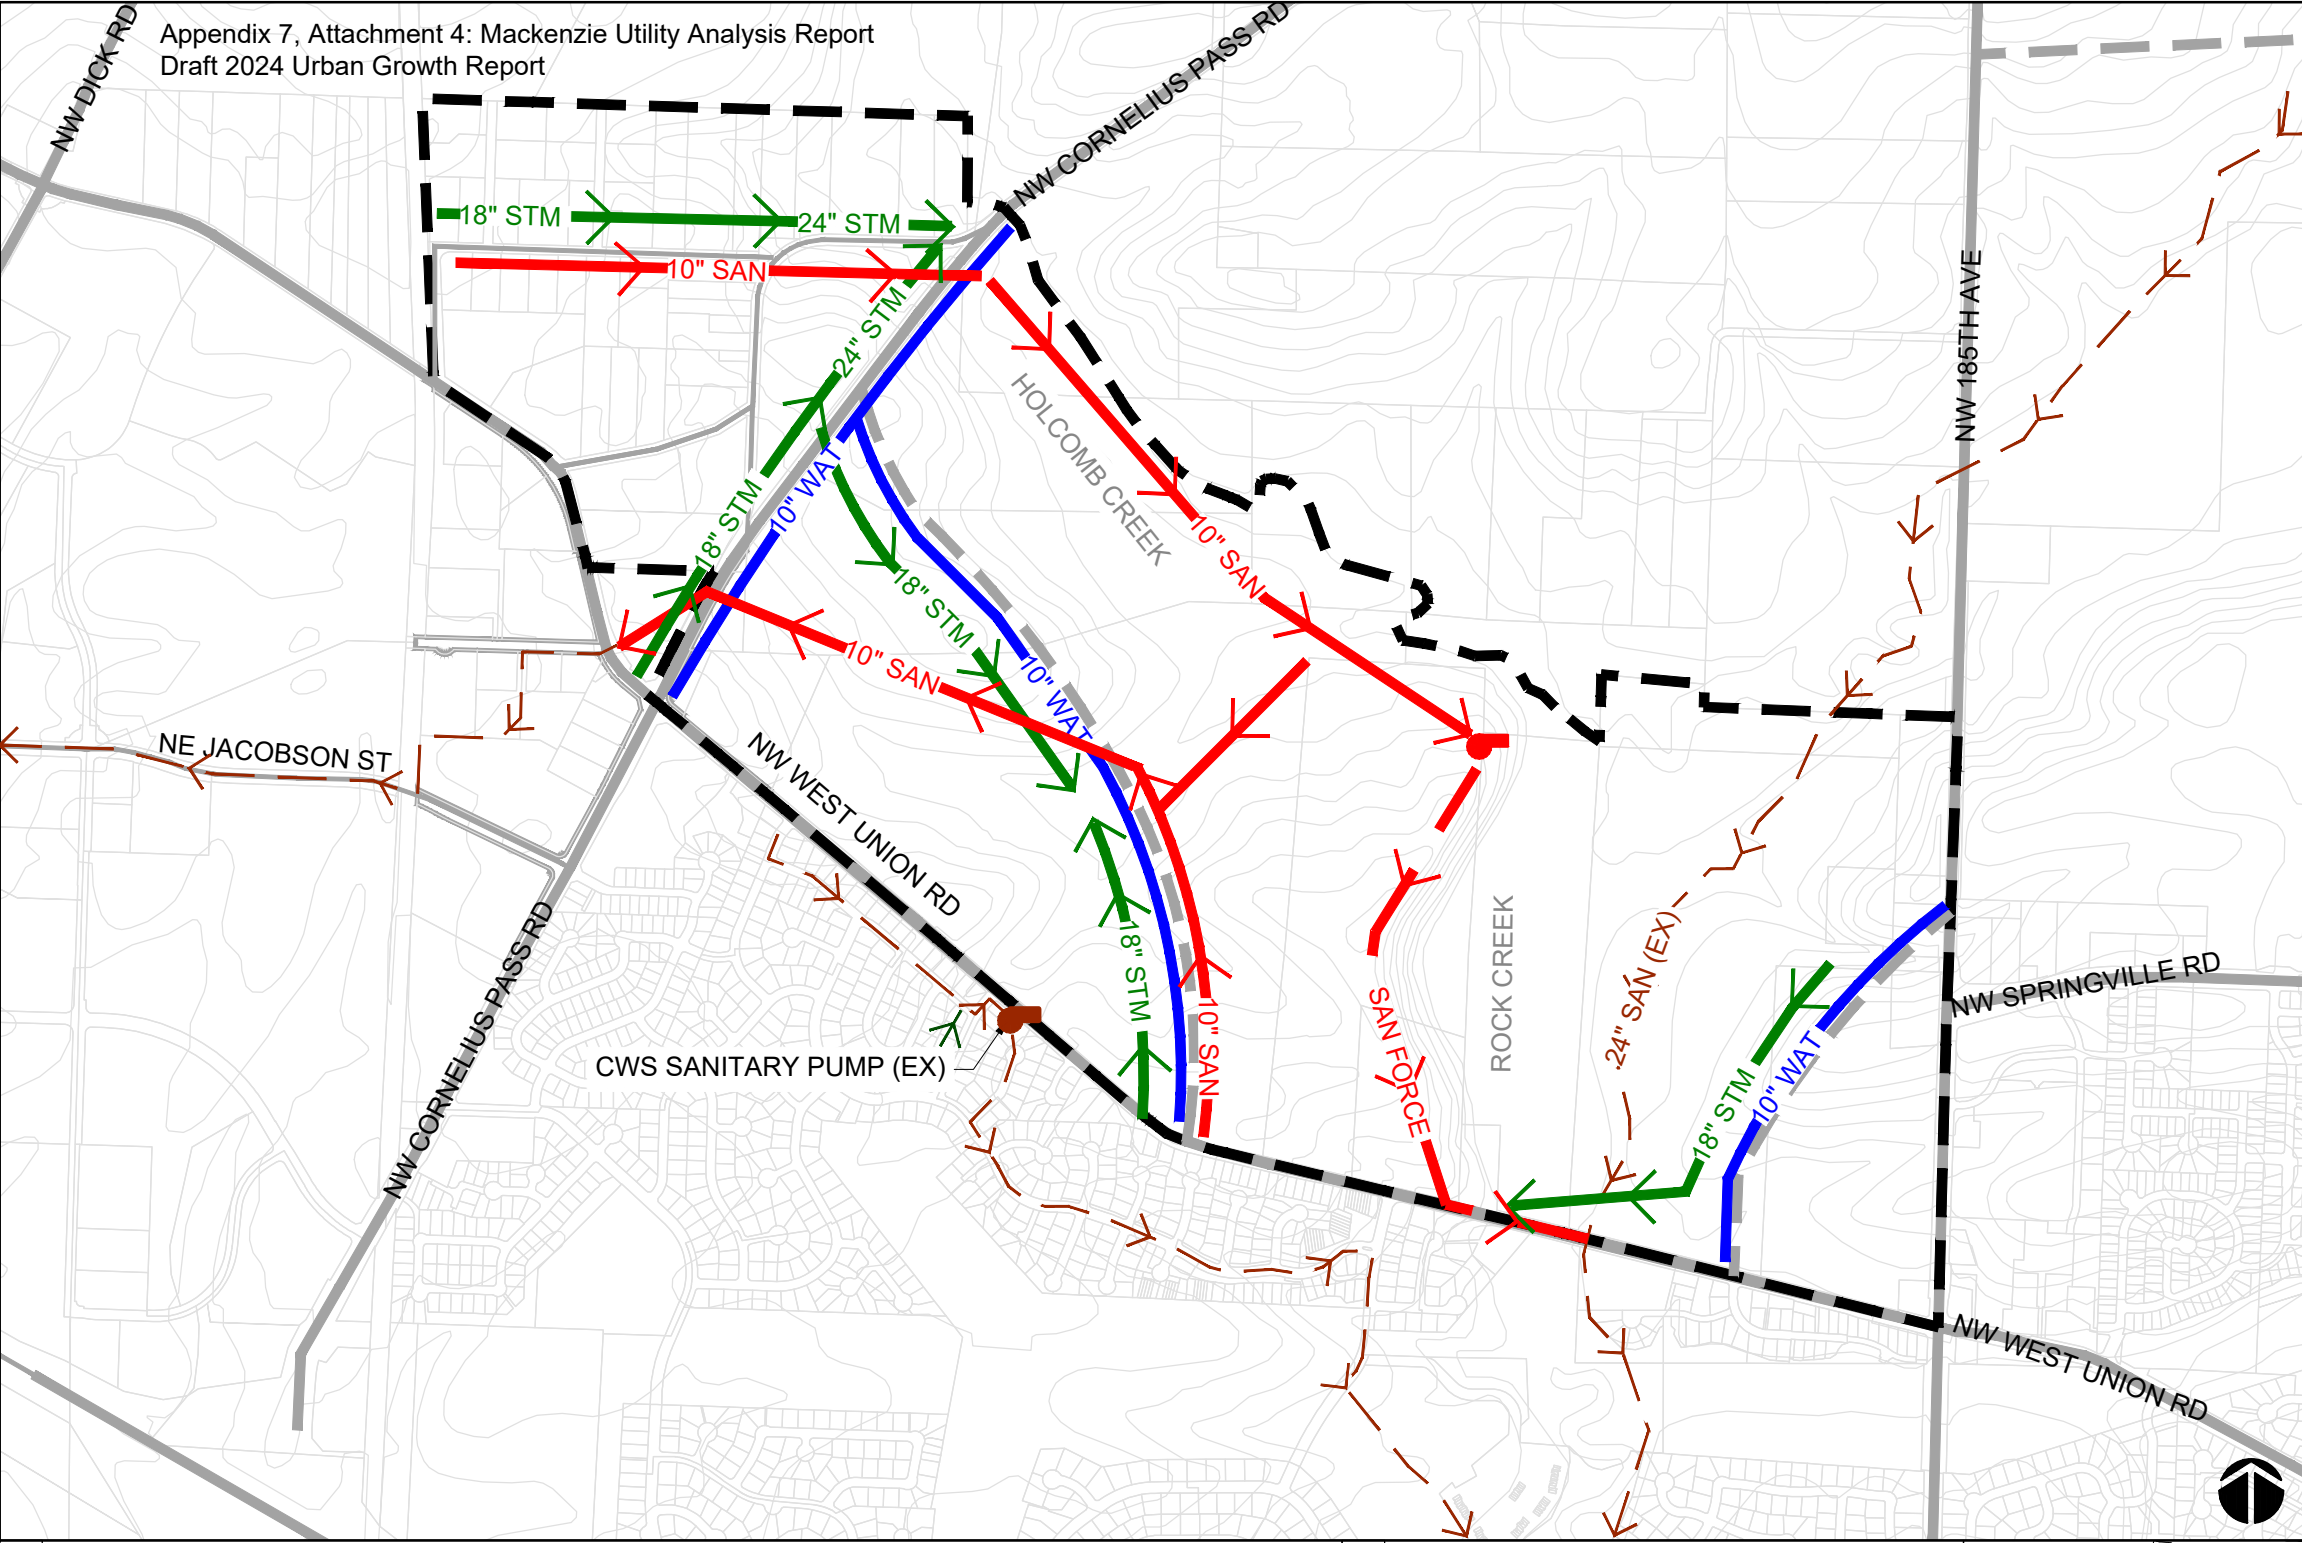 Appendix 7, Attachment 4: Mackenzie Utility Analysis Report
Draft 2024 Urban Growth Report
NW DICK RD
NW CORNELIUS PASS RD
18" STM
24" STM
10" SAN
24" STM
NW 185TH AVE
HOLCOMB CREEK
10" WAT
18" STM
10" SAN
18" STM
10" SAN
10" WAT
NE JACOBSON ST
NW WEST UNION RD
NW CORNELIUS PASS RD
18" STM
10" SAN
SAN FORCE
ROCK CREEK
24" SAN (EX)
NW SPRINGVILLE RD
CWS SANITARY PUMP (EX)
10" WAT
18" STM
NW WEST UNION RD